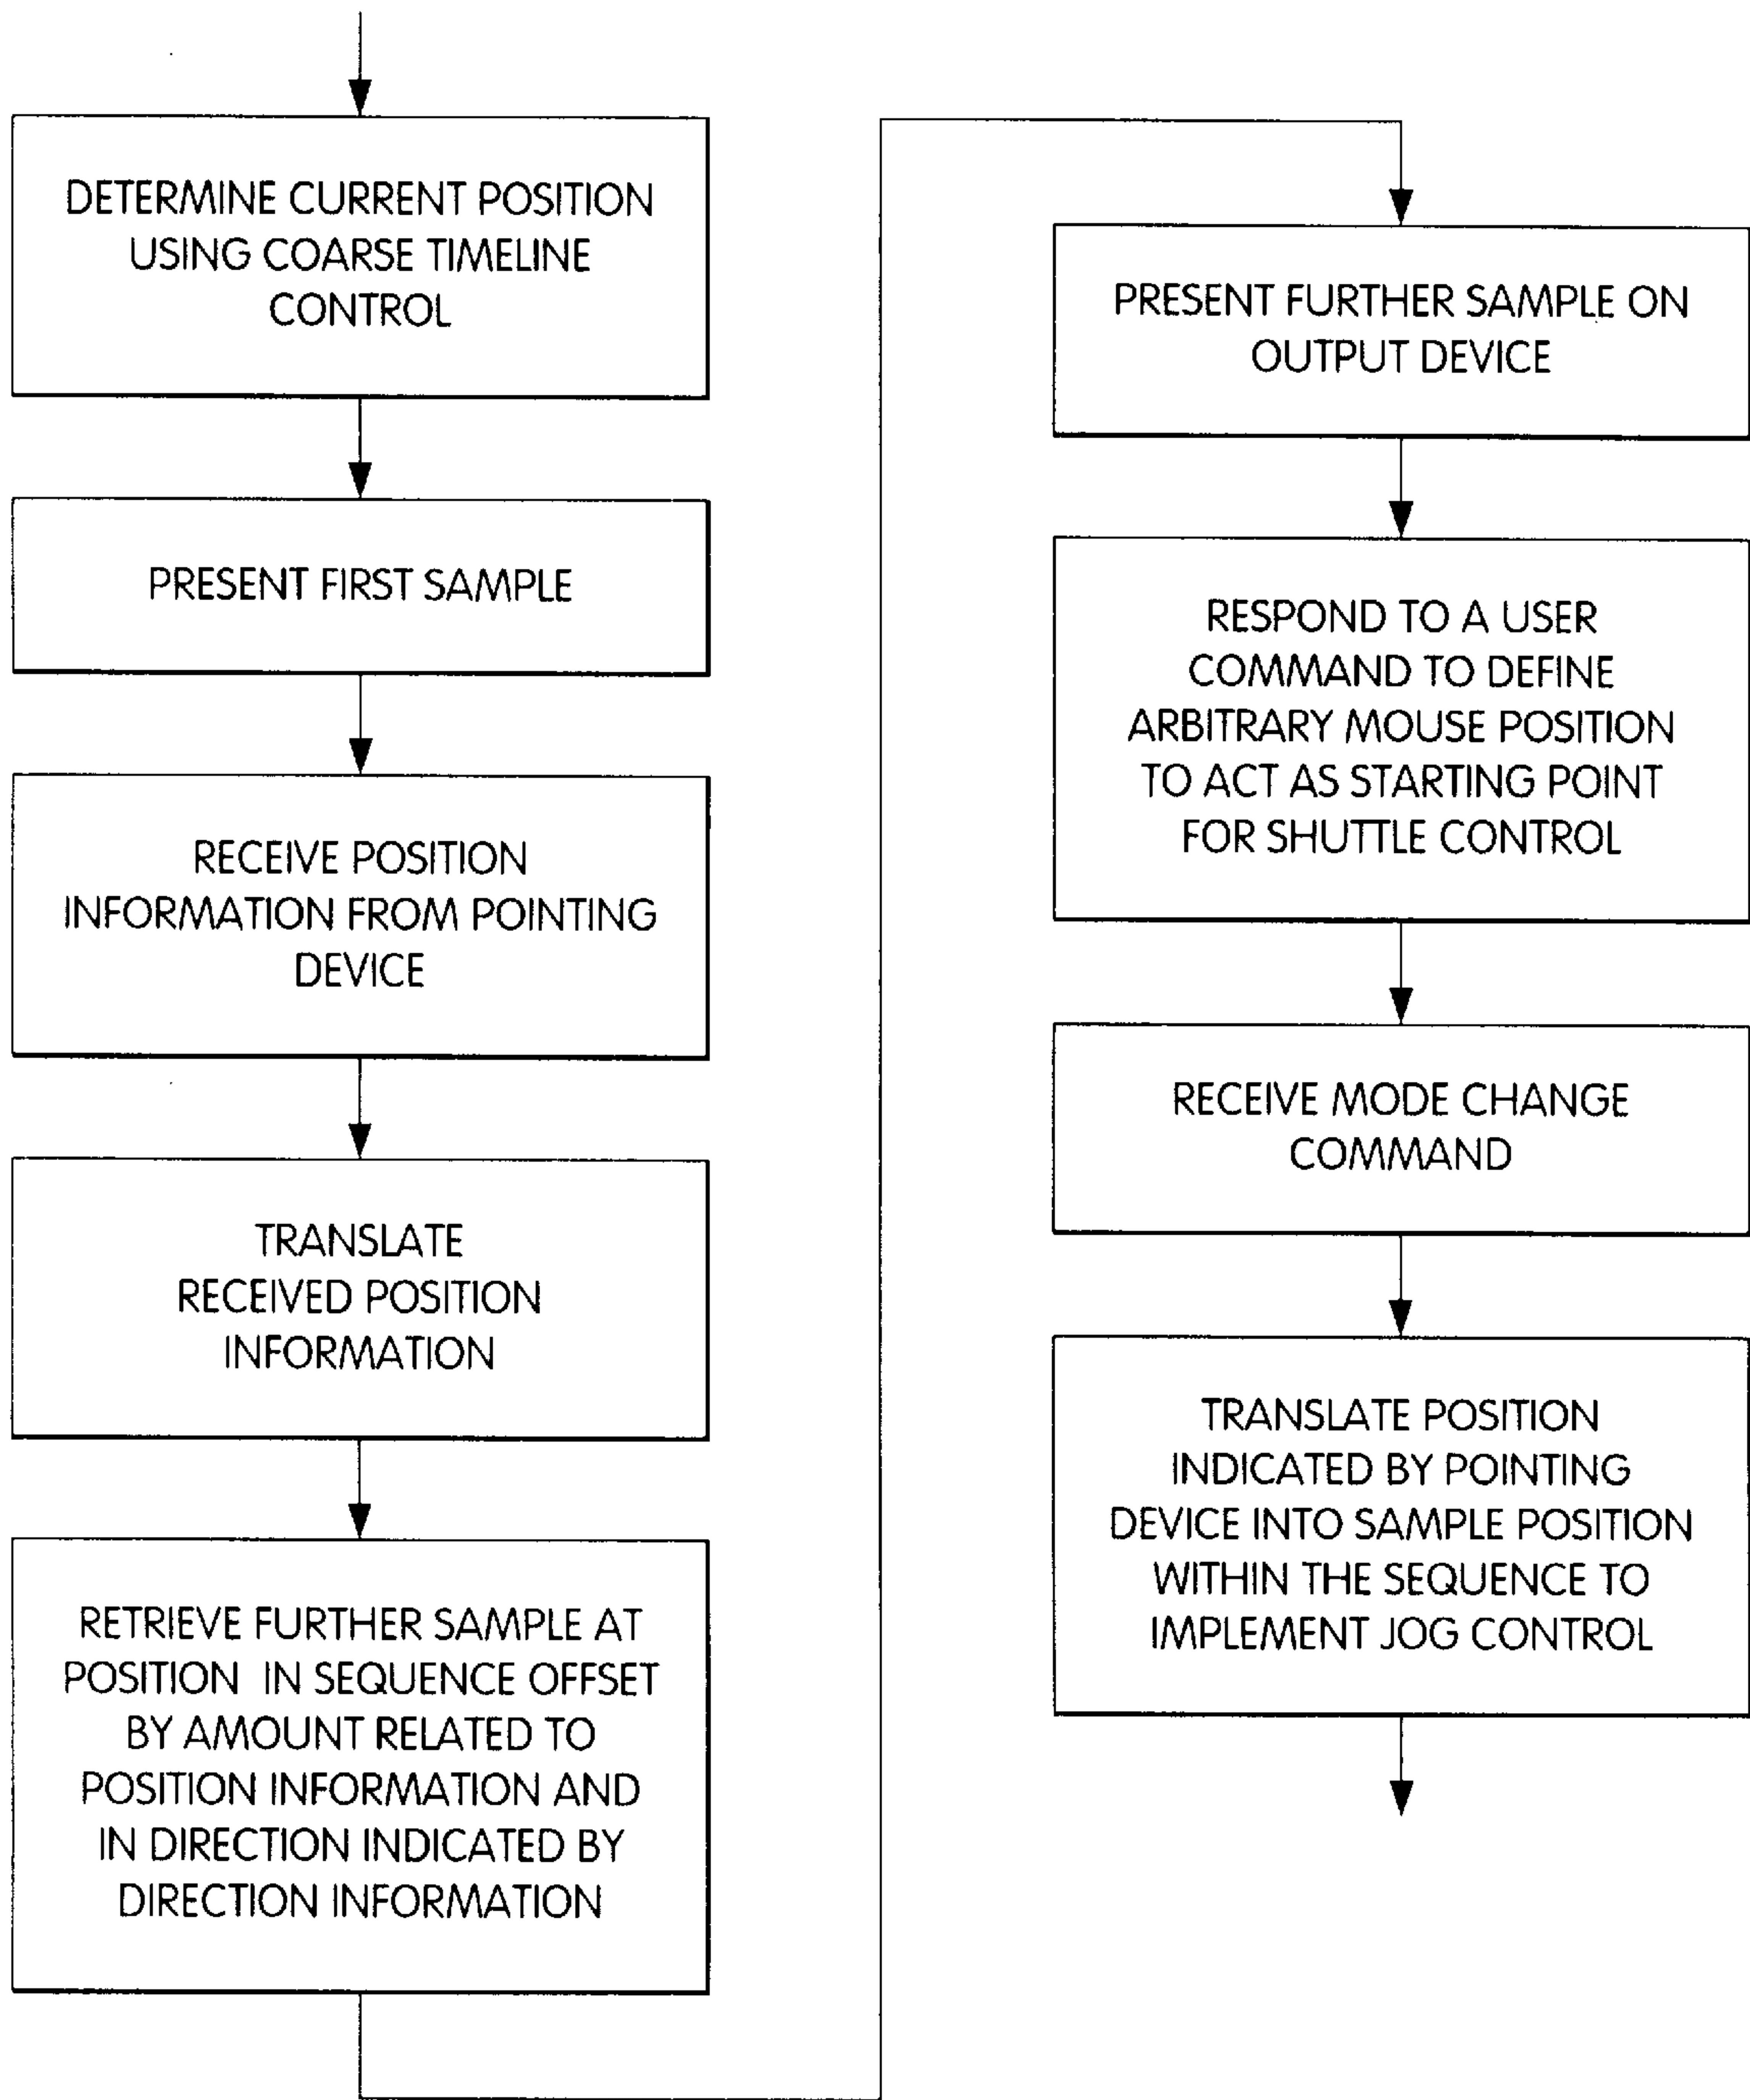 DETERMINE CURRENT POSITION
USING COARSE TIMELINE
CONTROL
PRESENT FIRST SAMPLE
RECEIVE POSITION
INFORMATION FROM POINTING
DEVICE
TRANSLATE
RECEIVED POSITION
INFORMATION
RETRIEVE FURTHER SAMPLE AT
POSITION IN SEQUENCE OFFSET
BY AMOUNT RELATED TO
POSITION INFORMATION AND
IN DIRECTION INDICATED BY
DIRECTION INFORMATION
PRESENT FURTHER SAMPLE ON
OUTPUT DEVICE
RESPOND TO A USER
COMMAND TO DEFINE
ARBITRARY MOUSE POSITION
TO ACT AS STARTING POINT
FOR SHUTTLE CONTROL
RECEIVE MODE CHANGE
COMMAND
TRANSLATE POSITION
INDICATED BY POINTING
DEVICE INTO SAMPLE POSITION
WITHIN THE SEQUENCE TO
IMPLEMENT JOG CONTROL